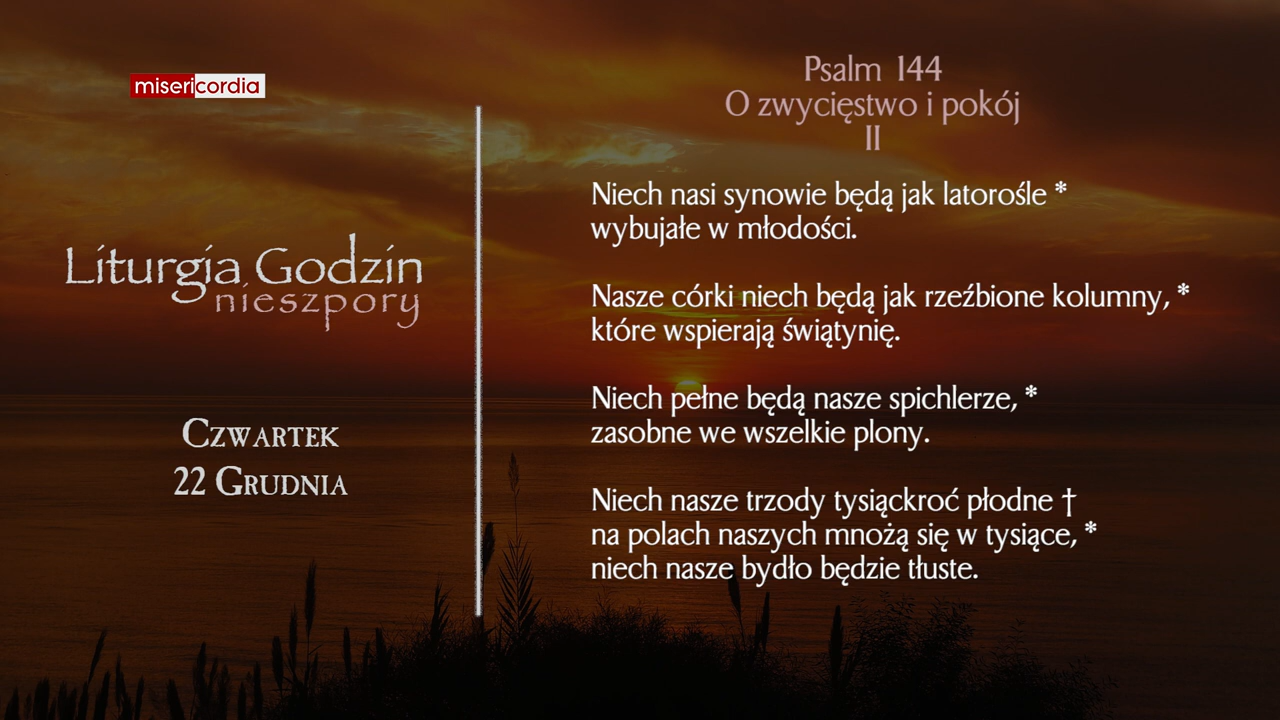 misericordia
Liturgia Godzin
nieszpory
Czwartek
22 Grudnia
Psalm 144
O zwycięstwo i pokój
II
Niech nasi synowie będą jak latorośle *
wybujałe w młodości.
Nasze córki niech będą jak rzeźbione kolumny, *
które wspierają świątynię.
Niech pełne będą nasze spichlerze, *
zasobne we wszelkie plony.
Niech nasze trzody tysiąckroć płodne †
na polach naszych mnożą się w tysiące, *
niech nasze bydło będzie tłuste.